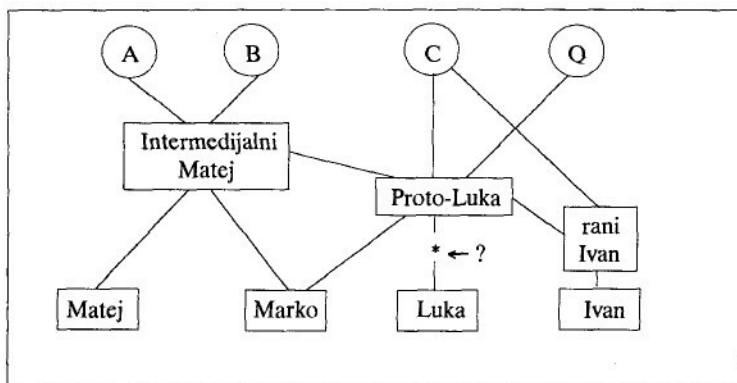 A B C Q
Intermedijalni
Matej
Proto-Luka
rani
Ivan
* ← ?
Matej Marko Luka Ivan